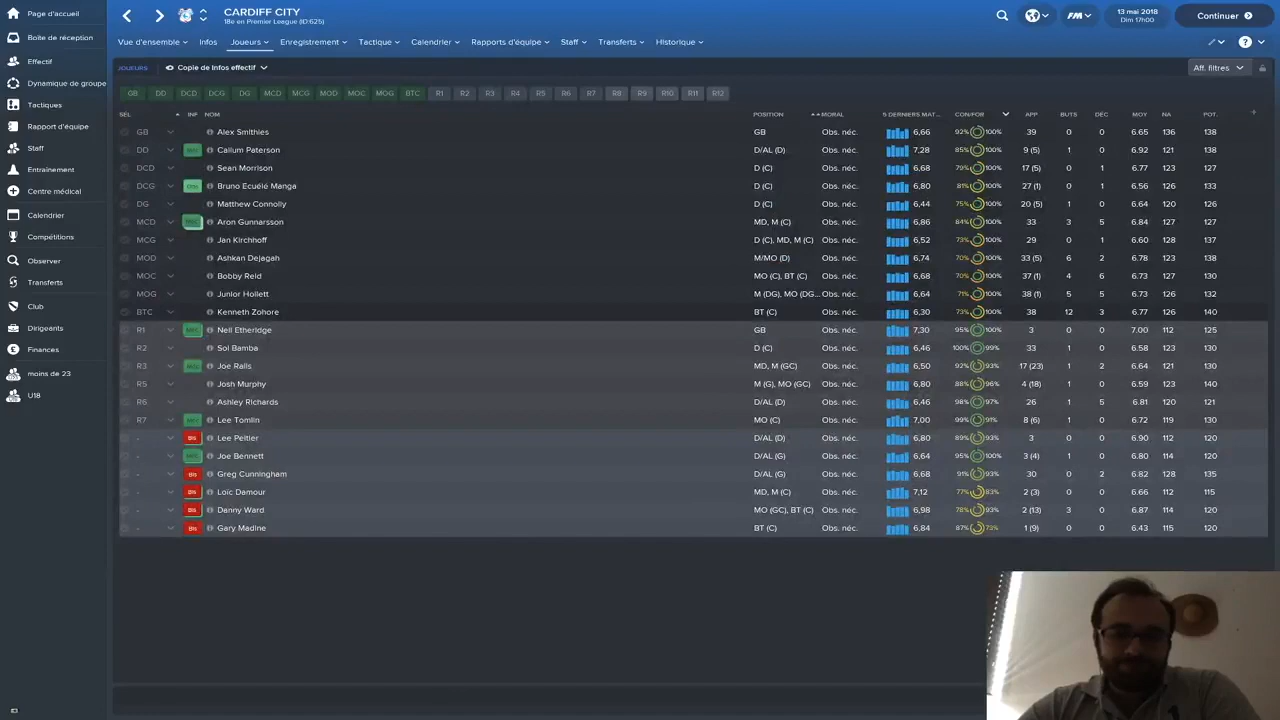 Page d'accueil
Boîte de réception
Effectif
Dynamique de groupe
Tactiques
Rapport d'équipe
Staff
Entraînement
Centre médical
Calendrier
Compétitions
Observer
Transferts
Club
Dirigeants
Finances
moins de 23
U18
CARDIFF CITY
18e en Premier League (ID:625)
FM
13 mai 2018
Dim 17h00
Continuer
Vue d'ensemble Infos Joueurs Enregistrement Tactique Calendrier Rapports d'équipe Staff Transferts Historique
JOUEURS Copie de Infos effectif Aff. filtres
GB DD DCD DCG DG MCD MCG MOD MOC MOG BTC R1 R2 R3 R4 R5 R6 R7 R8 R9 R10 R11 R12
SEL INF NOM POSITION MORAL 5 DERNIERS MAT... CON/FOR APP BUTS DÉC MOY NA POT.
GB Alex Smithies GB Obs. néc. 6,66 92% 100% 39 0 0 6.65 136 138
DD Callum Paterson D/AL (D) Obs. néc. 7,28 85% 100% 9 (5) 1 0 6.92 121 138
DCD Sean Morrison D (C) Obs. néc. 6,68 79% 100% 17 (5) 0 1 6.77 123 127
DCG Bruno Ecuélé Manga D (C) Obs. néc. 6,80 81% 100% 27 (1) 0 1 6.56 126 133
DG Matthew Connolly D (C) Obs. néc. 6,44 75% 100% 20 (5) 0 0 6.64 120 126
MCD Aron Gunnarsson MD, M (C) Obs. néc. 6,86 84% 100% 33 3 5 6.84 127 127
MCG Jan Kirchhoff D (C), MD, M (C) Obs. néc. 6,52 73% 100% 29 0 1 6.60 128 137
MOD Ashkan Dejagah M/MO (D) Obs. néc. 6,74 70% 100% 33 (5) 6 2 6.78 123 138
MOC Bobby Reid MO (C), BT (C) Obs. néc. 6,68 70% 100% 37 (1) 4 6 6.73 127 130
MOG Junior Hoilett M (DG), MO (DG... Obs. néc. 6,64 71% 100% 38 (1) 5 5 6.73 126 132
BTC Kenneth Zohore BT (C) Obs. néc. 6,30 73% 100% 38 12 3 6.77 126 140
R1 Neil Etheridge GB Obs. néc. 7,30 95% 100% 3 0 0 7.00 112 125
R2 Sol Bamba D (C) Obs. néc. 6,46 100% 99% 33 1 0 6.58 123 130
R3 Joe Ralls MD, M (GC) Obs. néc. 6,50 92% 93% 17 (23) 1 2 6.64 121 130
R5 Josh Murphy M (G), MO (GC) Obs. néc. 6,80 88% 96% 4 (18) 1 0 6.59 123 140
R6 Ashley Richards D/AL (D) Obs. néc. 6,46 98% 97% 26 1 5 6.81 120 121
R7 Lee Tomlin MO (C) Obs. néc. 7,00 99% 91% 8 (6) 1 0 6.72 119 130
- Bls Lee Peltier D/AL (D) Obs. néc. 6,80 89% 93% 3 0 0 6.90 112 120
- Joe Bennett D/AL (G) Obs. néc. 6,64 95% 100% 3 (4) 1 0 6.80 114 120
- Bls Greg Cunningham D/AL (G) Obs. néc. 6,68 91% 93% 30 0 2 6.82 128 135
- Bls Loïc Damour MD, M (C) Obs. néc. 7,12 77% 83% 2 (3) 0 0 6.66 112 115
- Bls Danny Ward MO (GC), BT (C) Obs. néc. 6,98 78% 93% 2 (13) 3 0 6.87 114 120
- Bls Gary Madine BT (C) Obs. néc. 6,84 87% 73% 1 (9) 0 0 6.43 115 120